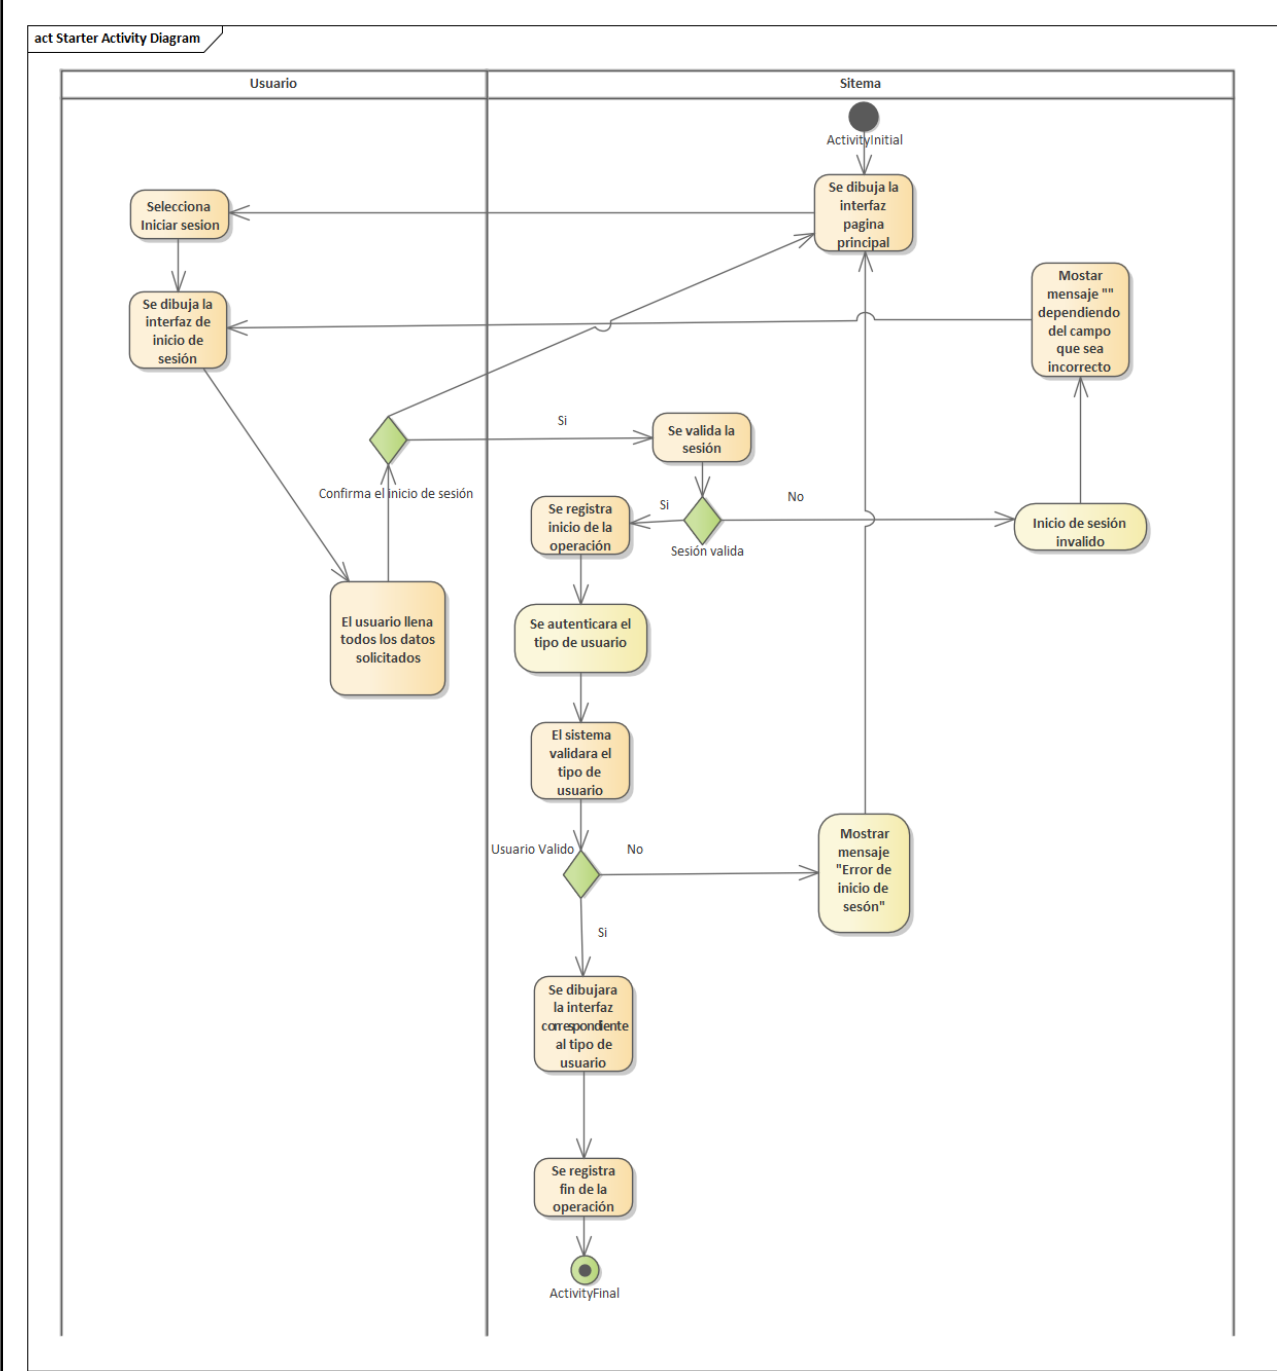 act Starter Activity Diagram
Usuario
Sitema
ActivityInitial
Se dibuja la
interfaz
pagina
principal
Selecciona
Iniciar sesion
Se dibuja la
interfaz de
inicio de
sesión
Mostar
mensaje ""
dependiendo
del campo
que sea
incorrecto
Si
Se valida la
sesión
Confirma el inicio de sesión
Si
No
Se registra
inicio de la
operación
Sesión valida
Inicio de sesión
invalido
El usuario llena
todos los datos
solicitados
Se autenticara el
tipo de usuario
El sistema
validara el
tipo de
usuario
Usuario Valido
No
Mostrar
mensaje
"Error de
inicio de
sesón"
Si
Se dibujara
la interfaz
correspondiente
al tipo de
usuario
Se registra
fin de la
operación
ActivityFinal